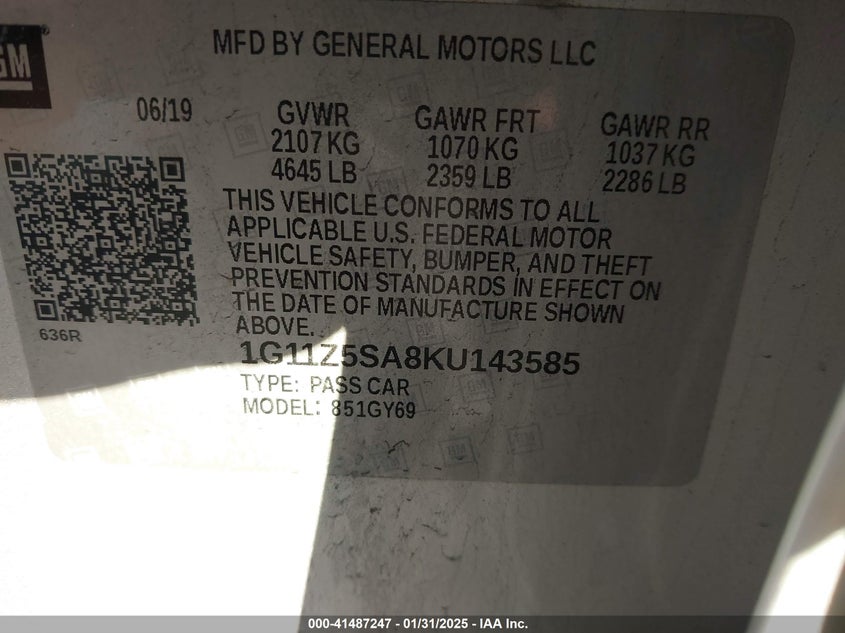 GM
MFD BY GENERAL MOTORS LLC
06/19
GVWR
2107 KG
4645 LB
GAWR FRT
1070 KG
2359 LB
GAWR RR
1037 KG
2286 LB
THIS VEHICLE CONFORMS TO ALL
APPLICABLE U.S. FEDERAL MOTOR
VEHICLE SAFETY, BUMPER, AND THEFT
PREVENTION STANDARDS IN EFFECT ON
THE DATE OF MANUFACTURE SHOWN
ABOVE.
636R
1G11Z5SA8KU143585
TYPE: PASS CAR
MODEL: 851GY69
000-41487247 - 01/31/2025 - IAA Inc.